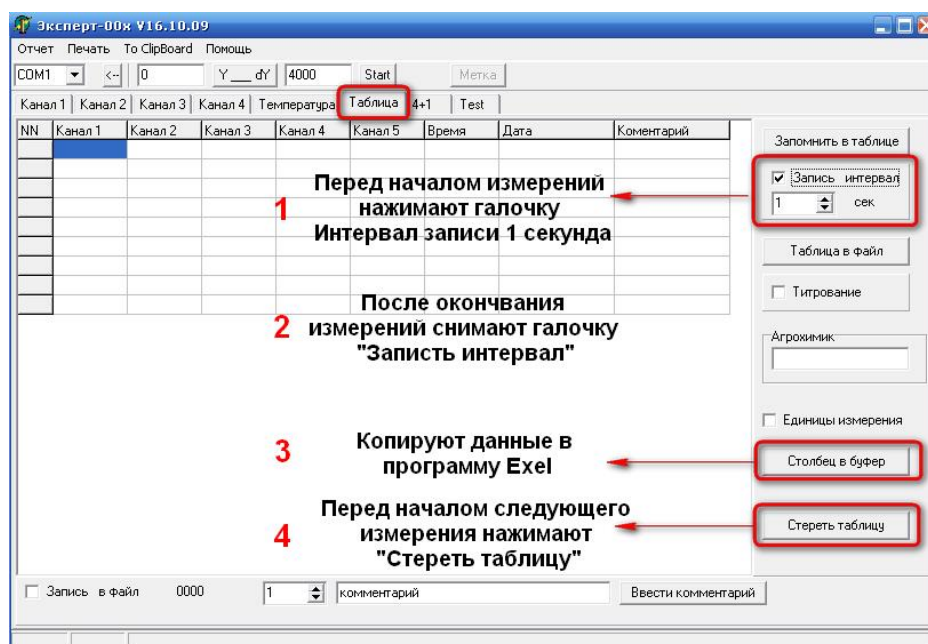 Эксперт-00x V16.10.09
Отчет Печать To ClipBoard Помощь
COM1 <-- 0 Y___dY 4000 Start Метка
Канал 1 Канал 2 Канал 3 Канал 4 Температура Таблица 4+1 Test
NN Канал 1 Канал 2 Канал 3 Канал 4 Канал 5 Время Дата Коментарий
Запомнить в таблице
Запись интервал
1 сек
1 Перед началом измерений
нажимают галочку
Интервал записи 1 секунда
Таблица в файл
Титрование
2 После окончвания
измерений снимают галочку
"Запистть интервал"
Агрохимик
Единицы измерения
3 Копируют данные в
программу Exel
Столбец в буфер
4 Перед началом следующего
измерения нажимают
"Стереть таблицу"
Стереть таблицу
Запись в файл 0000 1 комментарий Ввести комментарий